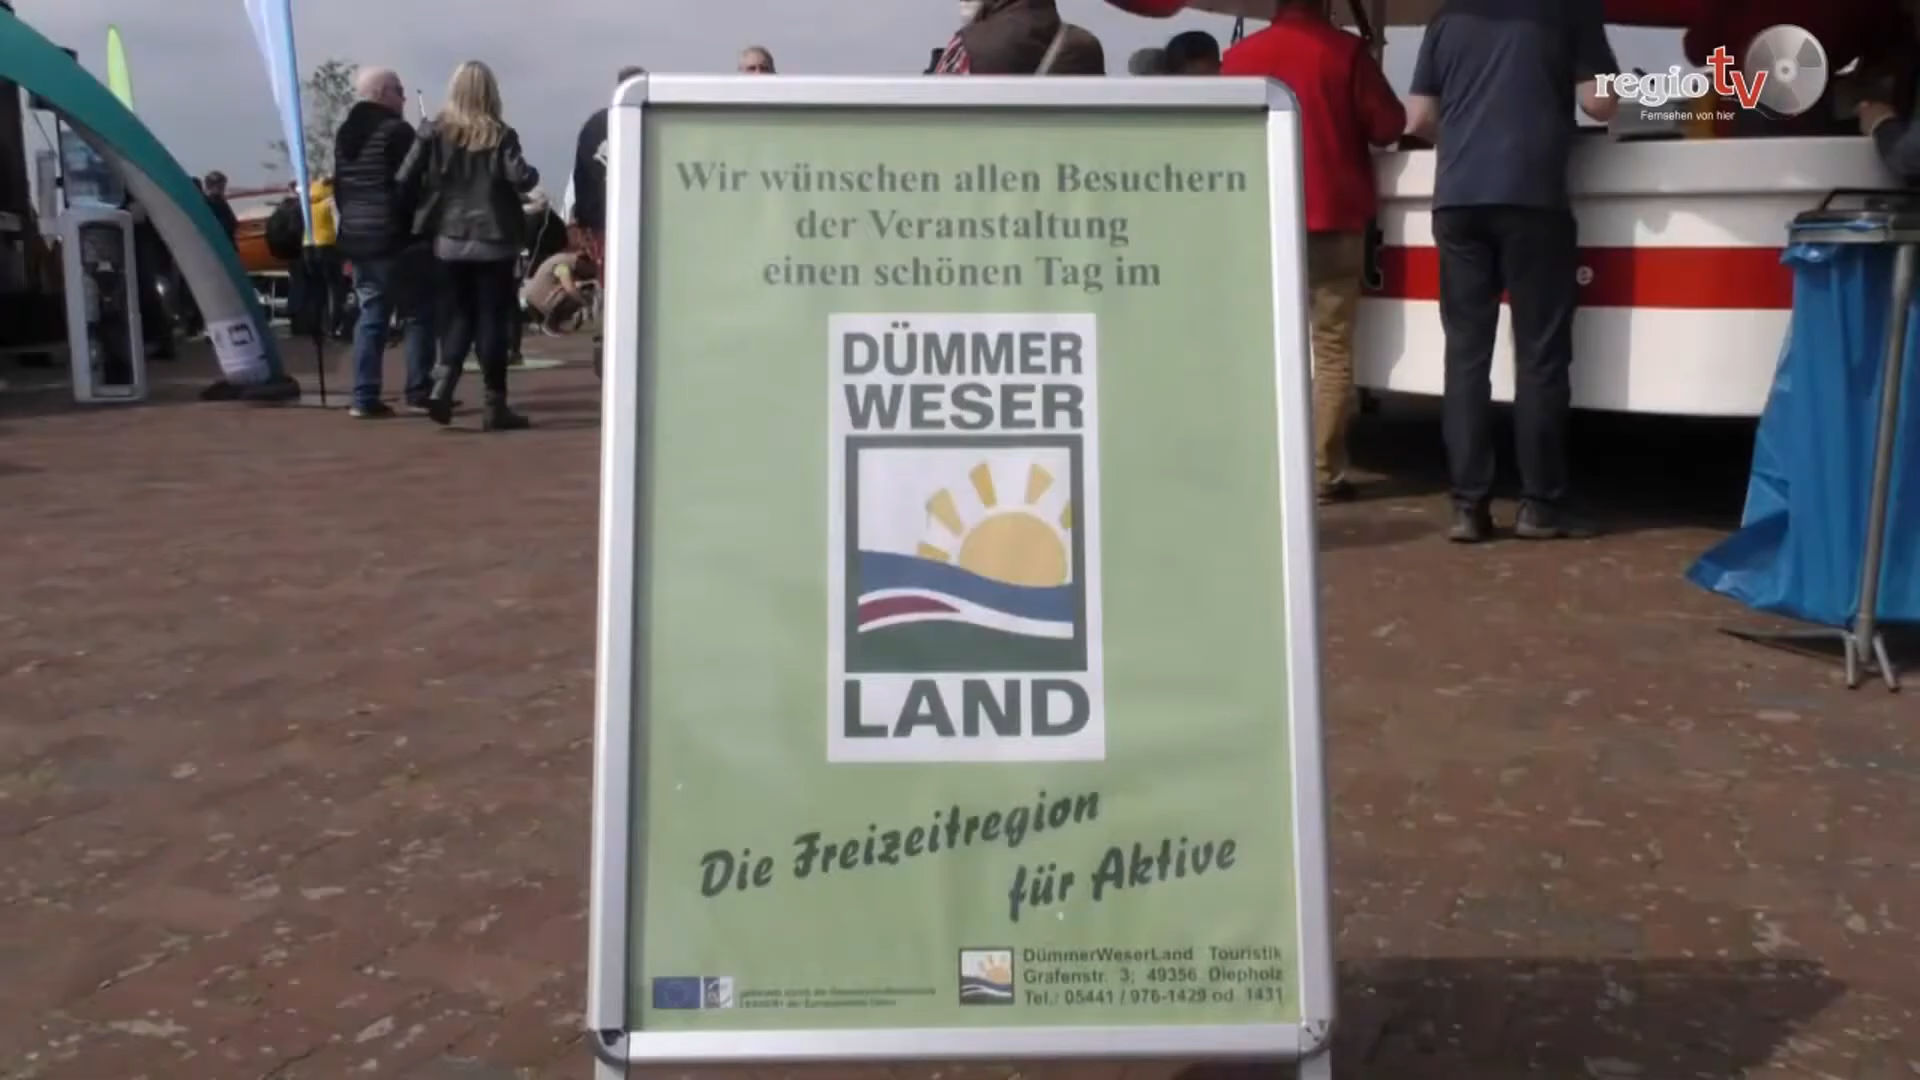 regio tv
Fernsehen von hier
Wir wünschen allen Besuchern
der Veranstaltung
einen schönen Tag im
DÜMMER
WESER
LAND
Die Freizeitregion
für Aktive
DümmerWeserLand Touristik
Grafenstr. 3; 49356 Diepholz
Tel.: 05441 / 976-1429 od. 1431